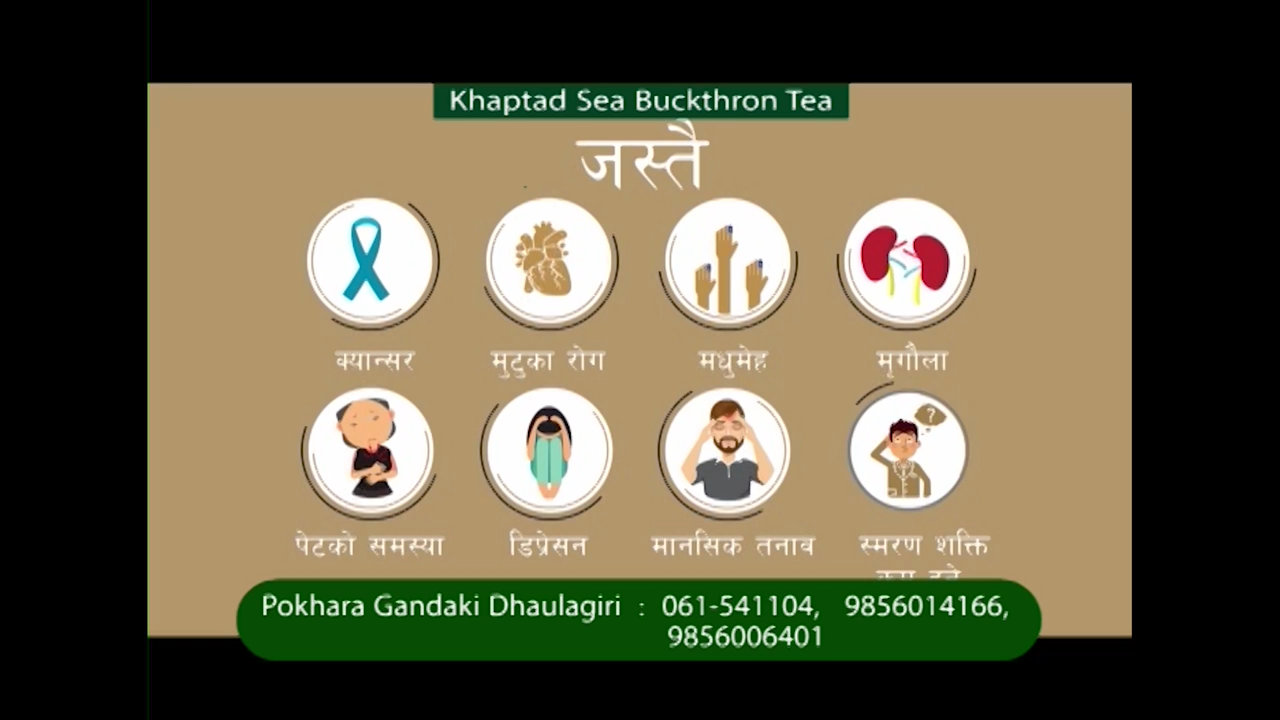 Khaptad Sea Buckthron Tea
जस्तै
क्यान्सर मुटुका रोग मधुमेह मृगौला
?
पेटको समस्या डिप्रेसन मानसिक तनाब स्मरण शक्ति
Pokhara Gandaki Dhaulagiri : 061-541104, 9856014166,
9856006401